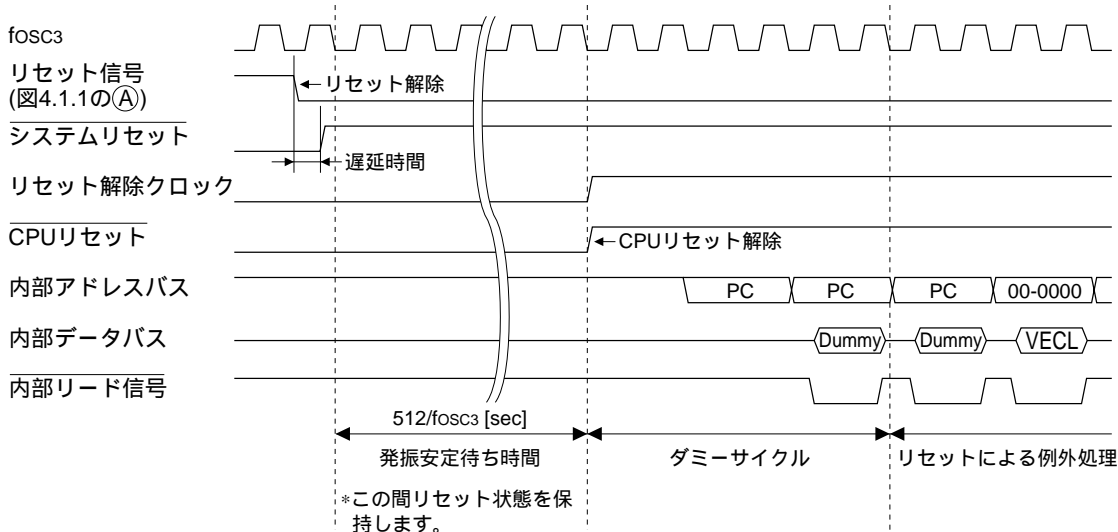 fOSC3
リセット信号
(図4.1.1のⒶ)
リセット解除
システムリセット
遅延時間
リセット解除クロック
CPUリセット
CPUリセット解除
内部アドレスバス
PC
PC
PC
00-0000
内部データバス
Dummy
Dummy
VECL
内部リード信号
512/fOSC3 [sec]
発振安定待ち時間
ダミーサイクル
リセットによる例外処理
*この間リセット状態を保
持します。